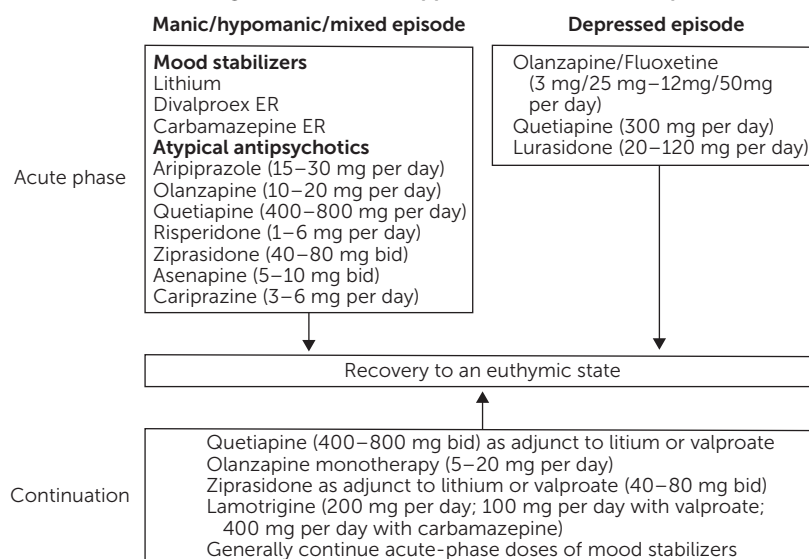 Manic/hypomanic/mixed episode
Depressed episode
Acute phase
Mood stabilizers
Lithium
Divalproex ER
Carbamazepine ER
Atypical antipsychotics
Aripiprazole (15–30 mg per day)
Olanzapine (10–20 mg per day)
Quetiapine (400–800 mg per day)
Risperidone (1–6 mg per day)
Ziprasidone (40–80 mg bid)
Asenapine (5–10 mg bid)
Cariprazine (3–6 mg per day)
Olanzapine/Fluoxetine
(3 mg/25 mg–12mg/50mg
per day)
Quetiapine (300 mg per day)
Lurasidone (20–120 mg per day)
Recovery to an euthymic state
Continuation
Quetiapine (400–800 mg bid) as adjunct to litium or valproate
Olanzapine monotherapy (5–20 mg per day)
Ziprasidone as adjunct to lithium or valproate (40–80 mg bid)
Lamotrigine (200 mg per day; 100 mg per day with valproate;
400 mg per day with carbamazepine)
Generally continue acute-phase doses of mood stabilizers